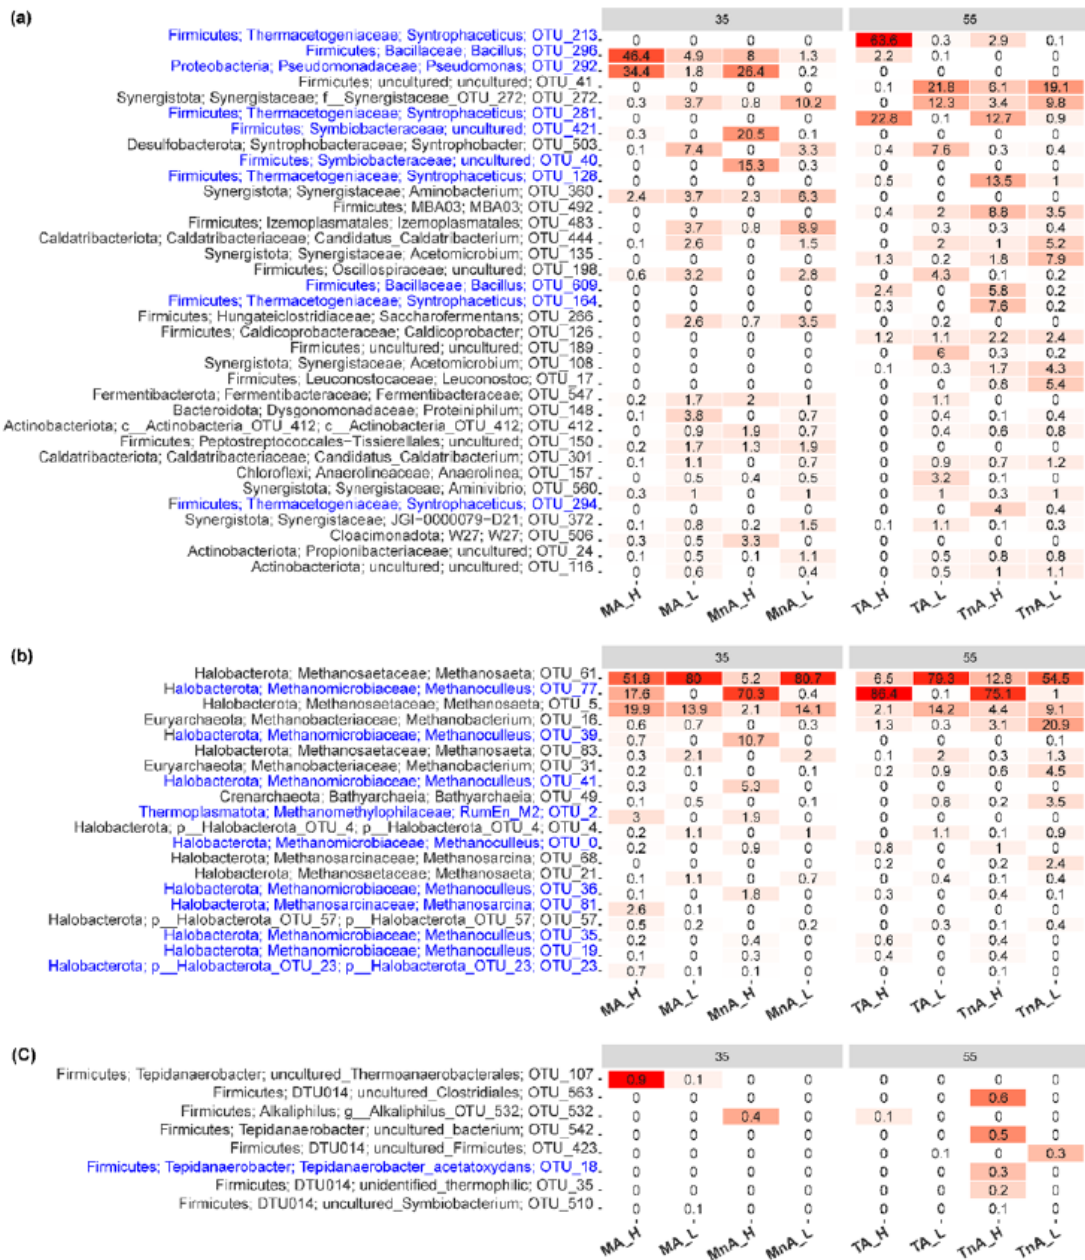 (a)
35 55
Firmicutes; Thermacetogeniaceae; Syntrophaceticus; OTU_213 0 0 0 0 63.6 0.3 2.9 0.1
Firmicutes; Bacillaceae; Bacillus; OTU_296 46.4 4.9 8 1.3 2.2 0.1 0 0
Proteobacteria; Pseudomonadaceae; Pseudomonas; OTU_292 34.4 1.8 26.4 0.2 0 0 0 0
Firmicutes; uncultured; uncultured; OTU_41 0 0 0 0 0.1 21.8 6.1 19.1
Synergistota; Synergistaceae; f__Synergistaceae_OTU_272; OTU_272 0.3 3.7 0.8 10.2 0 12.3 3.4 9.8
Firmicutes; Thermacetogeniaceae; Syntrophaceticus; OTU_281 0 0 0 0 22.8 0.1 12.7 0.9
Firmicutes; Symbiobacteraceae; uncultured; OTU_421 0.3 0 20.5 0.1 0 0 0 0
Desulfobacterota; Syntrophobacteraceae; Syntrophobacter; OTU_503 0.1 7.4 0 3.3 0.4 7.6 0.3 0.4
Firmicutes; Symbiobacteraceae; uncultured; OTU_40 0 0 15.3 0.3 0 0 0 0
Firmicutes; Thermacetogeniaceae; Syntrophaceticus; OTU_128 0 0 0 0 0.5 0 13.5 1
Synergistota; Synergistaceae; Aminobacterium; OTU_360 2.4 3.7 2.3 6.3 0 0 0 0
Firmicutes; MBA03; MBA03; OTU_492 0 0 0 0 0.4 2 8.8 3.5
Firmicutes; Izemoplasmatales; Izemoplasmatales; OTU_483 0 3.7 0.8 8.9 0 0.3 0.3 0.4
Caldatribacteriota; Caldatribacteriaceae; Candidatus_Caldatribacterium; OTU_444 0.1 2.6 0 1.5 0 2 1 5.2
Synergistota; Synergistaceae; Acetomicrobium; OTU_135 0 0 0 0 1.3 0.2 1.8 7.9
Firmicutes; Oscillospiraceae; uncultured; OTU_198 0.6 3.2 0 2.8 0 4.3 0.1 0.2
Firmicutes; Bacillaceae; Bacillus; OTU_609 0 0 0 0 2.4 0 5.8 0.2
Firmicutes; Thermacetogeniaceae; Syntrophaceticus; OTU_164 0 0 0 0 0.3 0 7.6 0.2
Firmicutes; Hungateiclostridiaceae; Saccharofermentans; OTU_266 0 2.6 0.7 3.5 0 0.2 0 0
Firmicutes; Caldicoprobacteraceae; Caldicoprobacter; OTU_126 0 0 0 0 1.2 1.1 2.2 2.4
Firmicutes; uncultured; uncultured; OTU_189 0 0 0 0 0 6 0.3 0.2
Synergistota; Synergistaceae; Acetomicrobium; OTU_108 0 0 0 0 0.1 0.3 1.7 4.3
Firmicutes; Leuconostocaceae; Leuconostoc; OTU_17 0 0 0 0 0 0 0.8 5.4
Fermentibacterota; Fermentibacteraceae; Fermentibacteraceae; OTU_547 0.2 1.7 2 1 0 1.1 0 0
Bacteroidota; Dysgonomonadaceae; Proteiniphilum; OTU_148 0.1 3.8 0 0.7 0 0.4 0.1 0.4
Actinobacteriota; c__Actinobacteria_OTU_412; c__Actinobacteria_OTU_412; OTU_412 0 0.9 1.9 0.7 0 0.4 0.6 0.8
Firmicutes; Peptostreptococcales-Tissierellales; uncultured; OTU_150 0.2 1.7 1.3 1.9 0 0 0 0
Caldatribacteriota; Caldatribacteriaceae; Candidatus_Caldatribacterium; OTU_301 0.1 1.1 0 0.7 0 0.9 0.7 1.2
Chloroflexi; Anaerolineaceae; Anaerolinea; OTU_157 0 0.5 0.4 0.5 0 3.2 0.1 0
Synergistota; Synergistaceae; Aminivibrio; OTU_560 0.3 1 0 1 0 1 0.3 1
Firmicutes; Thermacetogeniaceae; Syntrophaceticus; OTU_294 0 0 0 0 0 0 4 0.4
Synergistota; Synergistaceae; JGI-0000079-D21; OTU_372 0.1 0.8 0.2 1.5 0.1 1.1 0.1 0.3
Cloacimonadota; W27; W27; OTU_506 0.3 0.5 3.3 0 0 0 0 0
Actinobacteriota; Propionibacteriaceae; uncultured; OTU_24 0.1 0.5 0.1 1.1 0 0.5 0.8 0.8
Actinobacteriota; uncultured; uncultured; OTU_116 0 0.6 0 0.4 0 0.5 1 1.1
MA_H MA_L MnA_H MnA_L TA_H TA_L TnA_H TnA_L
(b)
35 55
Halobacterota; Methanosaetaceae; Methanosaeta; OTU_61 51.9 80 5.2 80.7 6.5 79.3 12.8 54.5
Halobacterota; Methanomicrobiaceae; Methanoculleus; OTU_77 17.6 0 70.3 0.4 86.4 0.1 75.1 1
Halobacterota; Methanosaetaceae; Methanosaeta; OTU_5 19.9 13.9 2.1 14.1 2.1 14.2 4.4 9.1
Euryarchaeota; Methanobacteriaceae; Methanobacterium; OTU_16 0.6 0.7 0 0.3 1.3 0.3 3.1 20.9
Halobacterota; Methanomicrobiaceae; Methanoculleus; OTU_39 0.7 0 10.7 0 0 0 0 0.1
Halobacterota; Methanosaetaceae; Methanosaeta; OTU_83 0.3 2.1 0 2 0.1 2 0.3 1.3
Euryarchaeota; Methanobacteriaceae; Methanobacterium; OTU_31 0.2 0.1 0 0.1 0.2 0.9 0.6 4.5
Halobacterota; Methanomicrobiaceae; Methanoculleus; OTU_41 0.3 0 5.3 0 0 0 0 0
Crenarchaeota; Bathyarchaeia; Bathyarchaeia; OTU_49 0.1 0.5 0 0.1 0 0.8 0.2 3.5
Thermoplasmatota; Methanomethylophilaceae; RumEn_M2; OTU_2 3 0 1.9 0 0 0 0 0
Halobacterota; p__Halobacterota_OTU_4; p__Halobacterota_OTU_4; OTU_4 0.2 1.1 0 1 0 1.1 0.1 0.9
Halobacterota; Methanomicrobiaceae; Methanoculleus; OTU_0 0.2 0 0.9 0 0.8 0 1 0
Halobacterota; Methanosarcinaceae; Methanosarcina; OTU_68 0 0 0 0 0.2 0.2 0.2 2.4
Halobacterota; Methanosaetaceae; Methanosaeta; OTU_21 0.1 1.1 0 0.7 0 0.4 0.1 0.4
Halobacterota; Methanomicrobiaceae; Methanoculleus; OTU_36 0.1 0 1.8 0 0.3 0 0.4 0.1
Halobacterota; Methanosarcinaceae; Methanosarcina; OTU_81 2.6 0.1 0 0 0 0 0 0
Halobacterota; p__Halobacterota_OTU_57; p__Halobacterota_OTU_57; OTU_57 0.5 0.2 0 0.2 0 0.3 0.1 0.4
Halobacterota; Methanomicrobiaceae; Methanoculleus; OTU_35 0.2 0 0.4 0 0.6 0 0.4 0
Halobacterota; Methanomicrobiaceae; Methanoculleus; OTU_19 0.1 0 0.3 0 0.4 0 0.4 0
Halobacterota; p__Halobacterota_OTU_23; p__Halobacterota_OTU_23; OTU_23 0.7 0.1 0.1 0 0 0 0.1 0
MA_H MA_L MnA_H MnA_L TA_H TA_L TnA_H TnA_L
(C)
35 55
Firmicutes; Tepidanaerobacter; uncultured_Thermoanaerobacterales; OTU_107 0.9 0.1 0 0 0 0 0 0
Firmicutes; DTU014; uncultured_Clostridiales; OTU_563 0 0 0 0 0 0 0.6 0
Firmicutes; Alkaliphilus; g__Alkaliphilus_OTU_532; OTU_532 0 0 0.4 0 0.1 0 0 0
Firmicutes; Tepidanaerobacter; uncultured_bacterium; OTU_542 0 0 0 0 0 0 0.5 0
Firmicutes; DTU014; uncultured_Firmicutes; OTU_423 0 0 0 0 0 0.1 0 0.3
Firmicutes; Tepidanaerobacter; Tepidanaerobacter_acetatoxydans; OTU_18 0 0 0 0 0 0 0.3 0
Firmicutes; DTU014; unidentified_thermophilic; OTU_35 0 0 0 0 0 0 0.2 0
Firmicutes; DTU014; uncultured_Symbiobacterium; OTU_510 0 0.1 0 0 0 0 0.1 0
MA_H MA_L MnA_H MnA_L TA_H TA_L TnA_H TnA_L